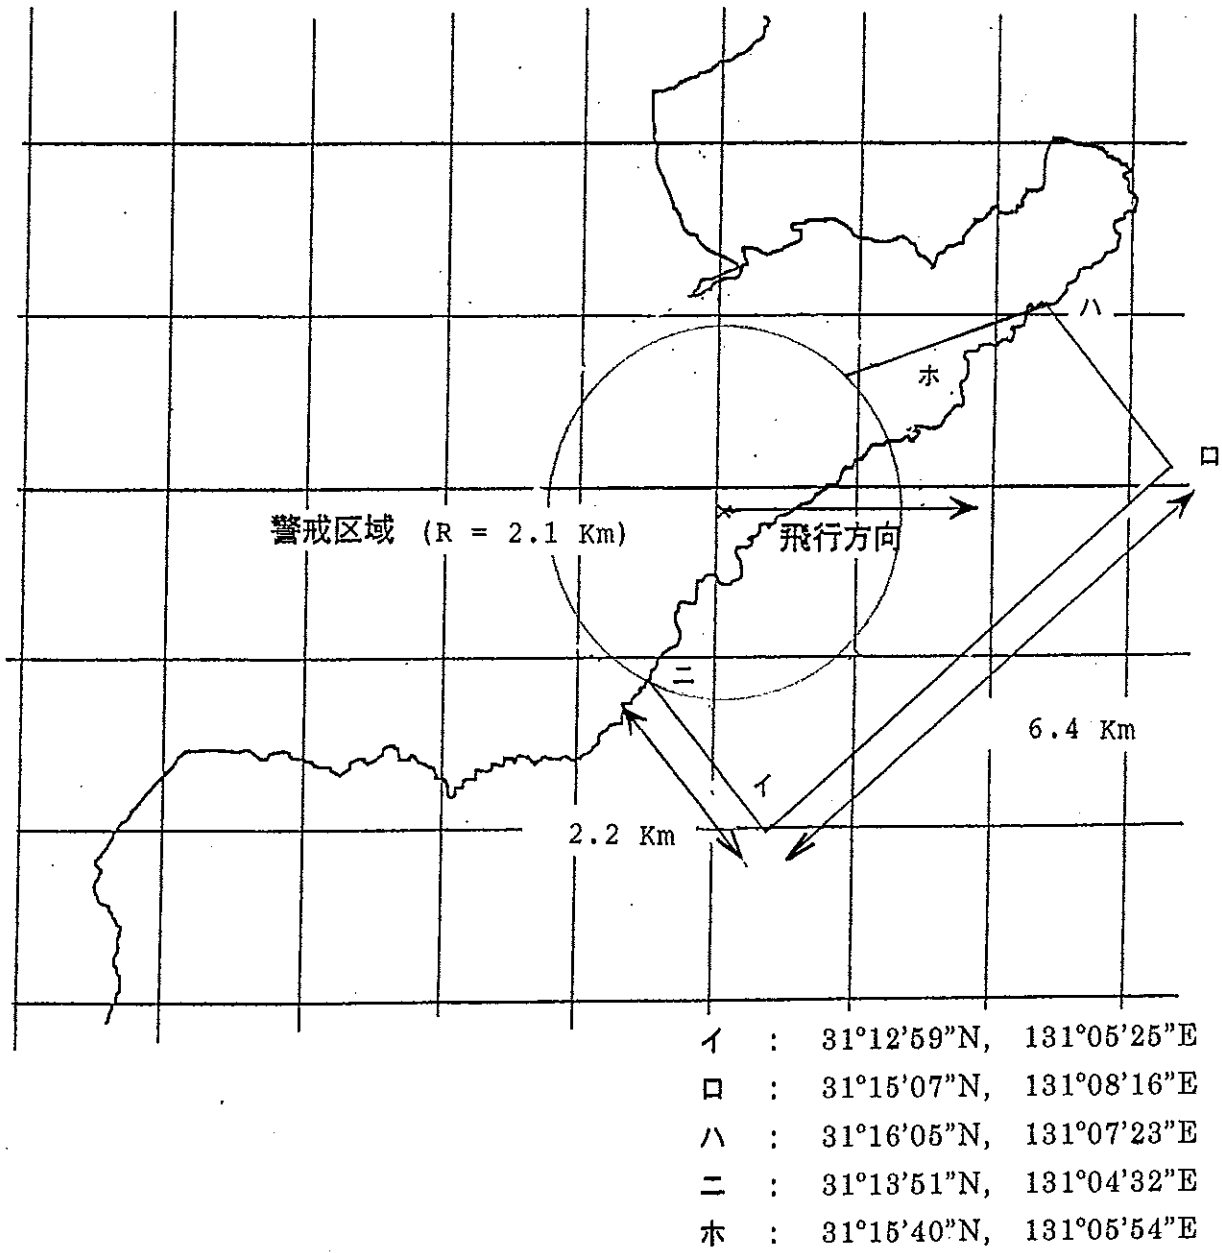 ハ
ホ
ロ
警戒区域 (R = 2.1 Km)
飛行方向
ニ
6.4 Km
イ
2.2 Km
イ : 31°12’59”N, 131°05’25”E
ロ : 31°15’07”N, 131°08’16”E
ハ : 31°16’05”N, 131°07’23”E
ニ : 31°13’51”N, 131°04’32”E
ホ : 31°15’40”N, 131°05’54”E